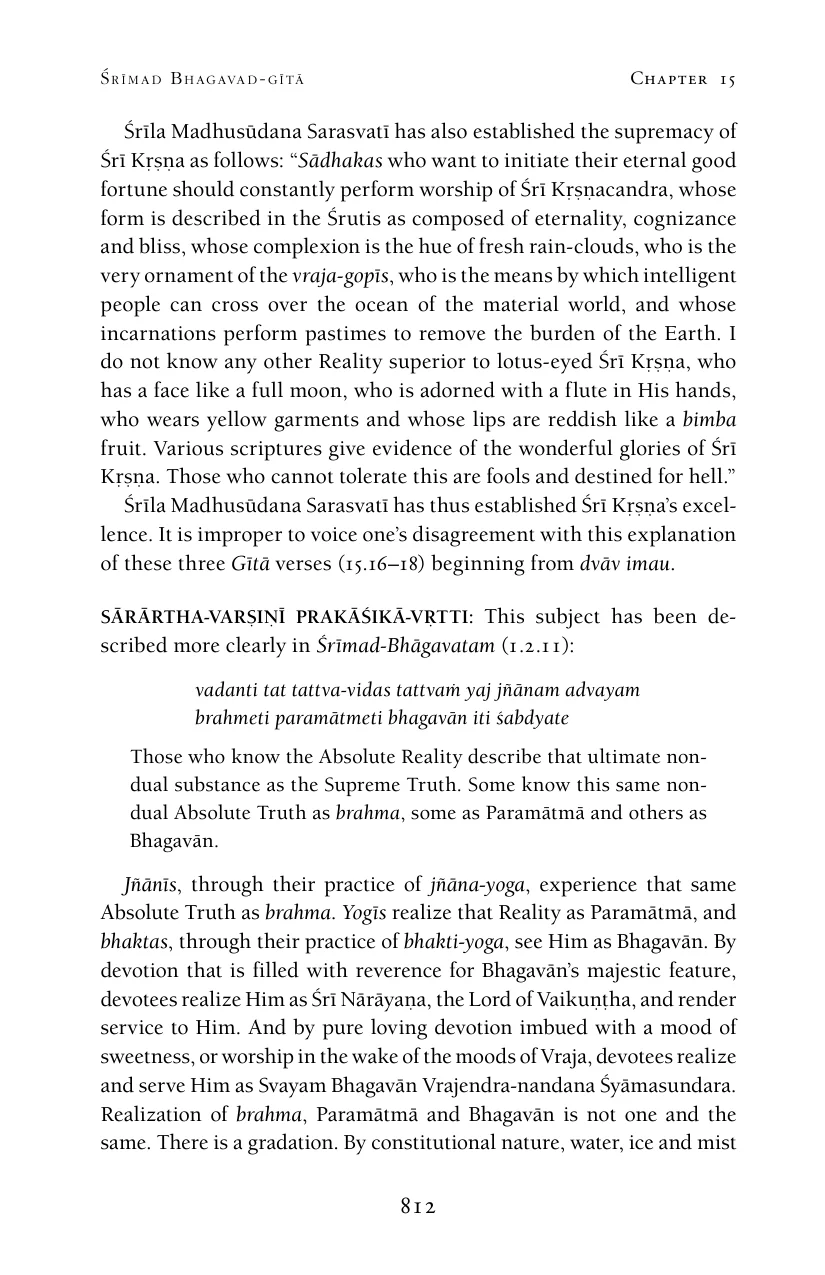 Śrīmad Bhagavad-gītā Chapter 15
Śrīla Madhusūdana Sarasvatī has also established the supremacy of
Śrī Kṛṣṇa as follows: “Sādhakas who want to initiate their eternal good
fortune should constantly perform worship of Śrī Kṛṣṇacandra, whose
form is described in the Śrutis as composed of eternality, cognizance
and bliss, whose complexion is the hue of fresh rain-clouds, who is the
very ornament of the vraja-gopīs, who is the means by which intelligent
people can cross over the ocean of the material world, and whose
incarnations perform pastimes to remove the burden of the Earth. I
do not know any other Reality superior to lotus-eyed Śrī Kṛṣṇa, who
has a face like a full moon, who is adorned with a flute in His hands,
who wears yellow garments and whose lips are reddish like a bimba
fruit. Various scriptures give evidence of the wonderful glories of Śrī
Kṛṣṇa. Those who cannot tolerate this are fools and destined for hell.”
Śrīla Madhusūdana Sarasvatī has thus established Śrī Kṛṣṇa’s excel-
lence. It is improper to voice one’s disagreement with this explanation
of these three Gītā verses (15.16–18) beginning from dvāv imau.
SĀRĀRTHA-VARṢIṆĪ PRAKĀŚIKĀ-VṚTTI: This subject has been de-
scribed more clearly in Śrīmad-Bhāgavatam (1.2.11):
vadanti tat tattva-vidas tattvaṁ yaj jñānam advayam
brahmeti paramātmeti bhagavān iti śabdyate
Those who know the Absolute Reality describe that ultimate non-
dual substance as the Supreme Truth. Some know this same non-
dual Absolute Truth as brahma, some as Paramātmā and others as
Bhagavān.
Jñānīs, through their practice of jñāna-yoga, experience that same
Absolute Truth as brahma. Yogīs realize that Reality as Paramātmā, and
bhaktas, through their practice of bhakti-yoga, see Him as Bhagavān. By
devotion that is filled with reverence for Bhagavān’s majestic feature,
devotees realize Him as Śrī Nārāyaṇa, the Lord of Vaikuṇṭha, and render
service to Him. And by pure loving devotion imbued with a mood of
sweetness, or worship in the wake of the moods of Vraja, devotees realize
and serve Him as Svayam Bhagavān Vrajendra-nandana Śyāmasundara.
Realization of brahma, Paramātmā and Bhagavān is not one and the
same. There is a gradation. By constitutional nature, water, ice and mist
812